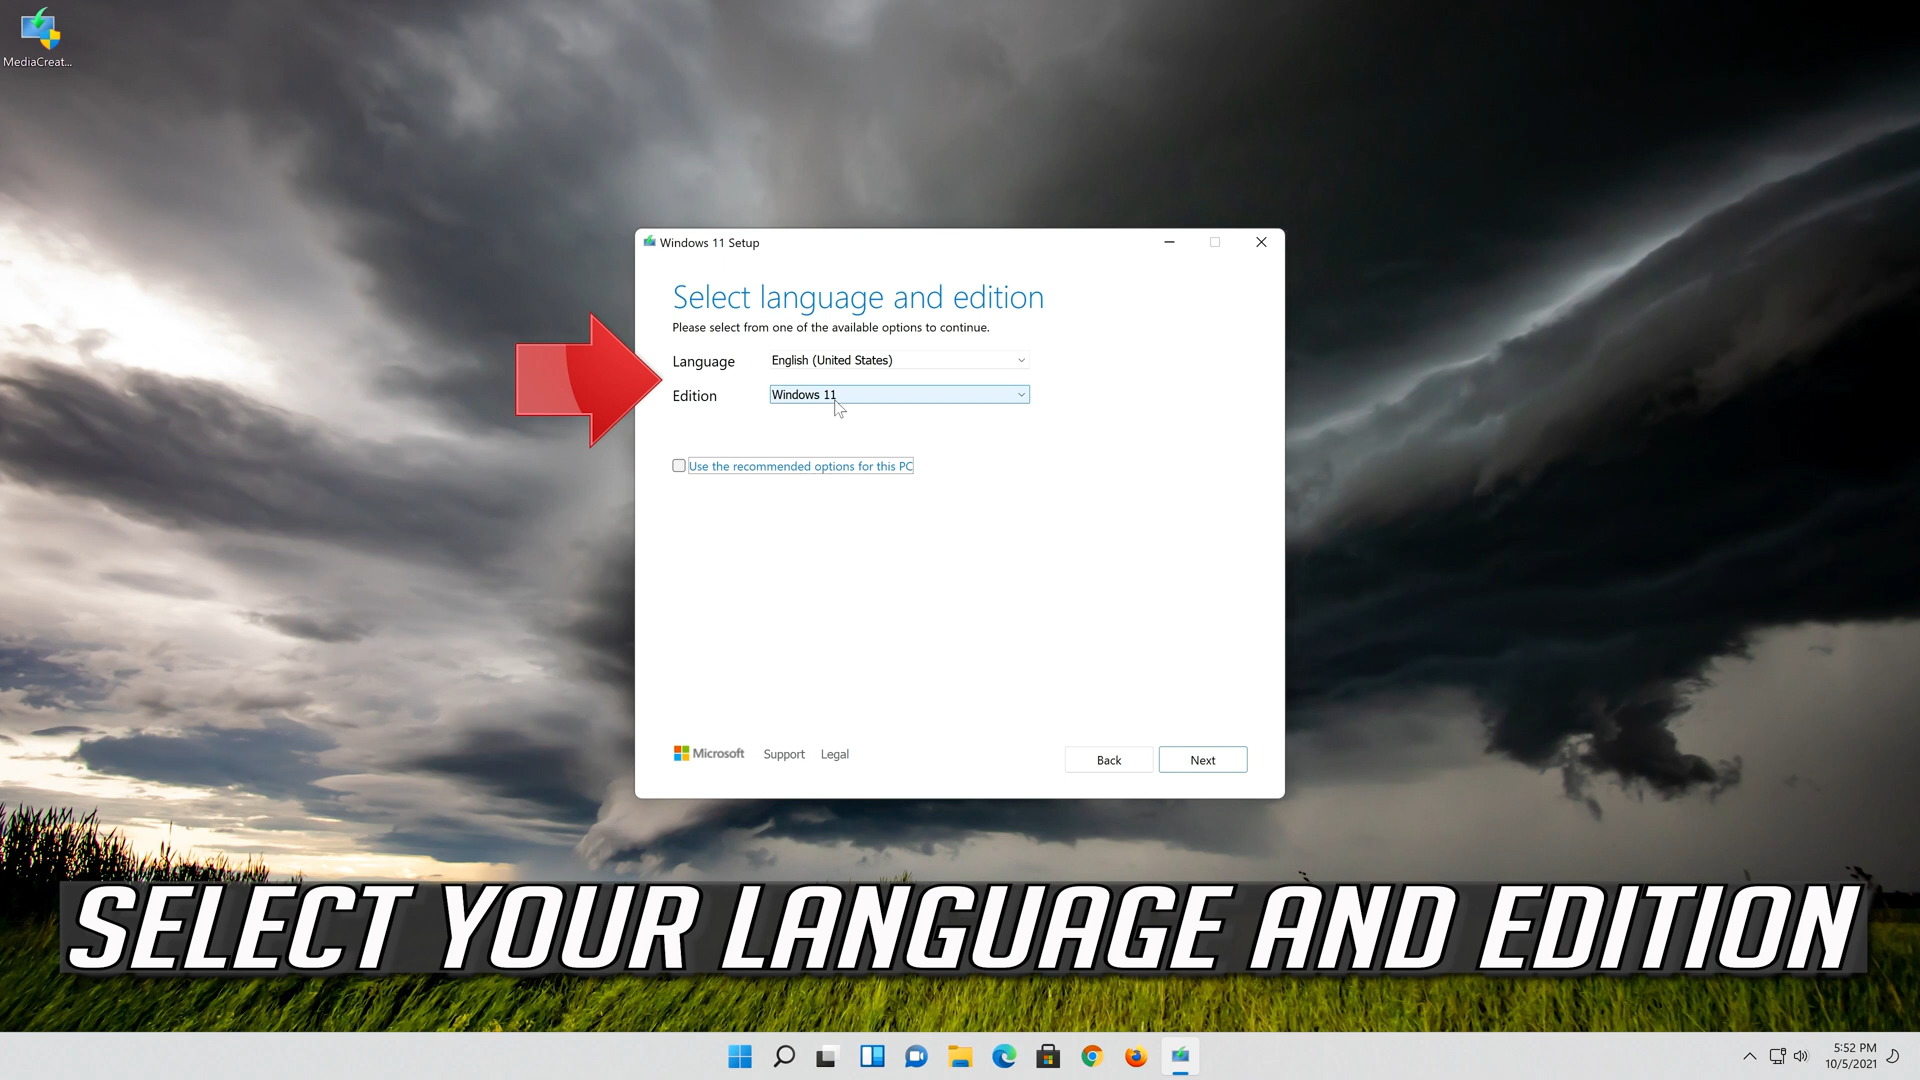 MediaCreat...
Windows 11 Setup
Select language and edition
Please select from one of the available options to continue.
Language English (United States)
Edition Windows 11
Use the recommended options for this PC
Microsoft Support Legal
Back Next
SELECT YOUR LANGUAGE AND EDITION
5:52 PM
10/5/2021